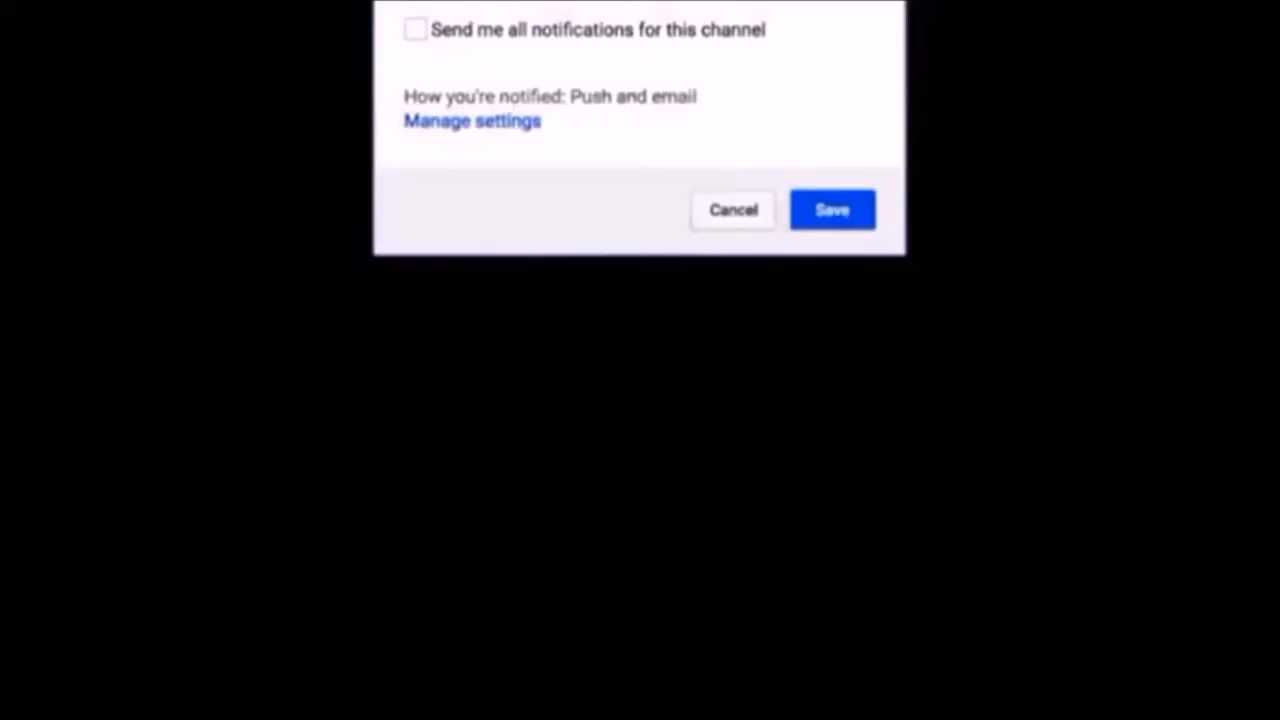 Send me all notifications for this channel
How you're notified: Push and email
Manage settings
Cancel
Save